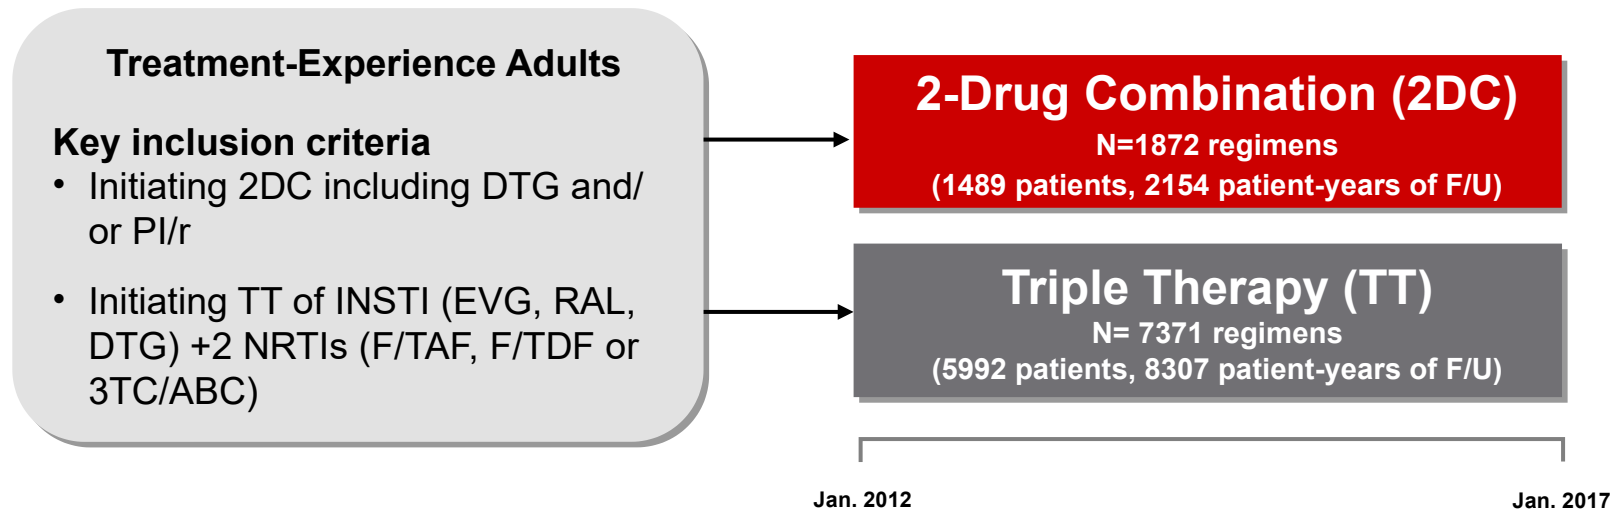 Treatment-Experience Adults
Key inclusion criteria
• Initiating 2DC including DTG and/
or PI/r
• Initiating TT of INSTI (EVG, RAL,
DTG) +2 NRTIs (F/TAF, F/TDF or
3TC/ABC)
2-Drug Combination (2DC)
N=1872 regimens
(1489 patients, 2154 patient-years of F/U)
Triple Therapy (TT)
N= 7371 regimens
(5992 patients, 8307 patient-years of F/U)
Jan. 2012
Jan. 2017